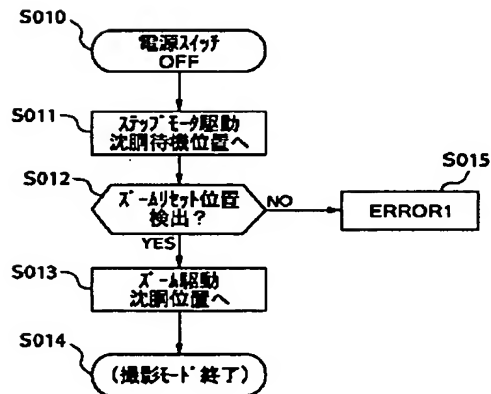 S010
電源スイッチ
OFF
S011
ステップモータ駆動
沈胴待機位置へ
S012
ズームリセット位置
検出？
NO
S015
ERROR1
YES
S013
ズーム駆動
沈胴位置へ
S014
(撮影モード終了)